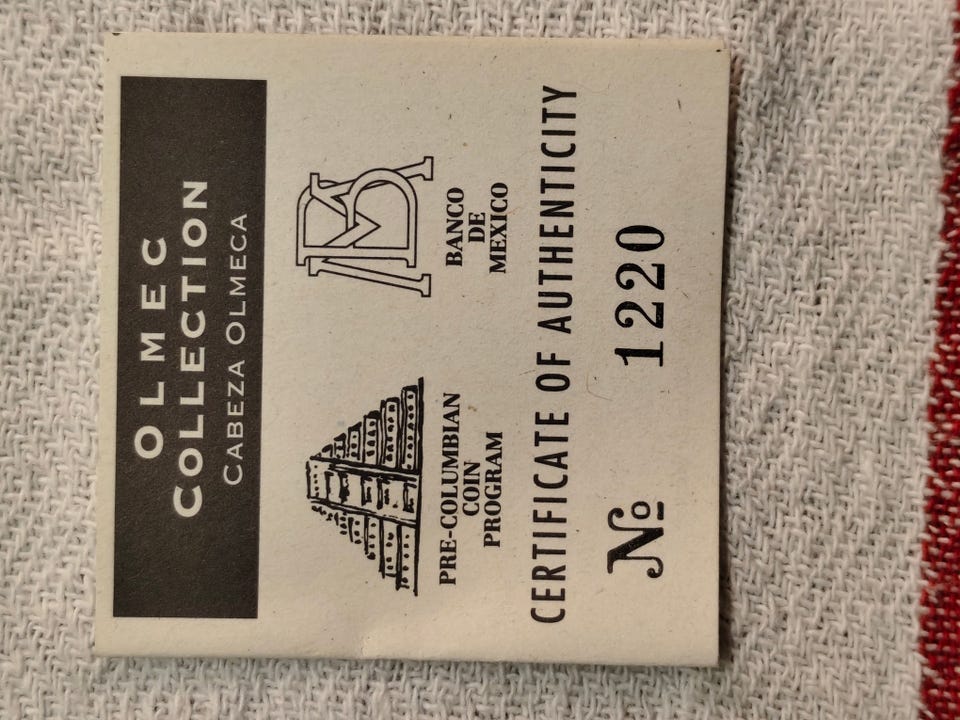 OLMEC
COLLECTION
CABEZA OLMECA
PRE-COLUMBIAN
COIN
PROGRAM
BANCO
DE
MEXICO
CERTIFICATE OF AUTHENTICITY
№ 1220